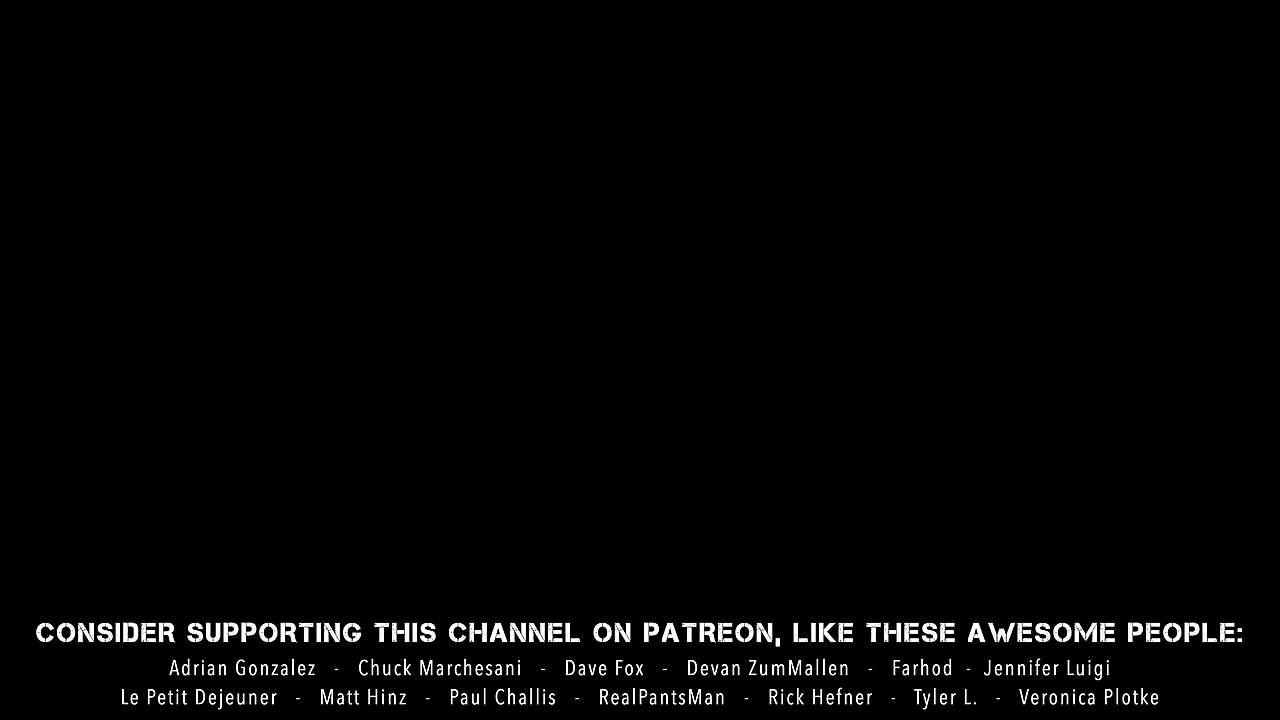 CONSIDER SUPPORTING THIS CHANNEL ON PATREON, LIKE THESE AWESOME PEOPLE:
Adrian Gonzalez - Chuck Marchesani - Dave Fox - Devan ZumMallen - Farhod - Jennifer Luigi
Le Petit Dejeuner - Matt Hinz - Paul Challis - RealPantsMan - Rick Hefner - Tyler L. - Veronica Plotke